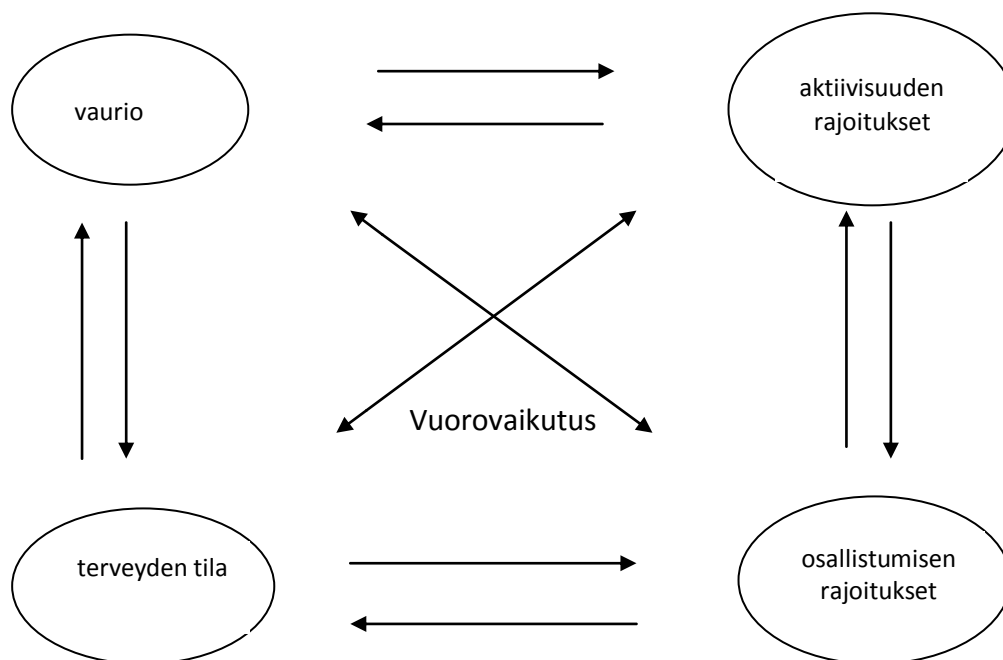 vaurio
aktiivisuuden
rajoitukset
Vuorovaikutus
terveyden tila
osallistumisen
rajoitukset